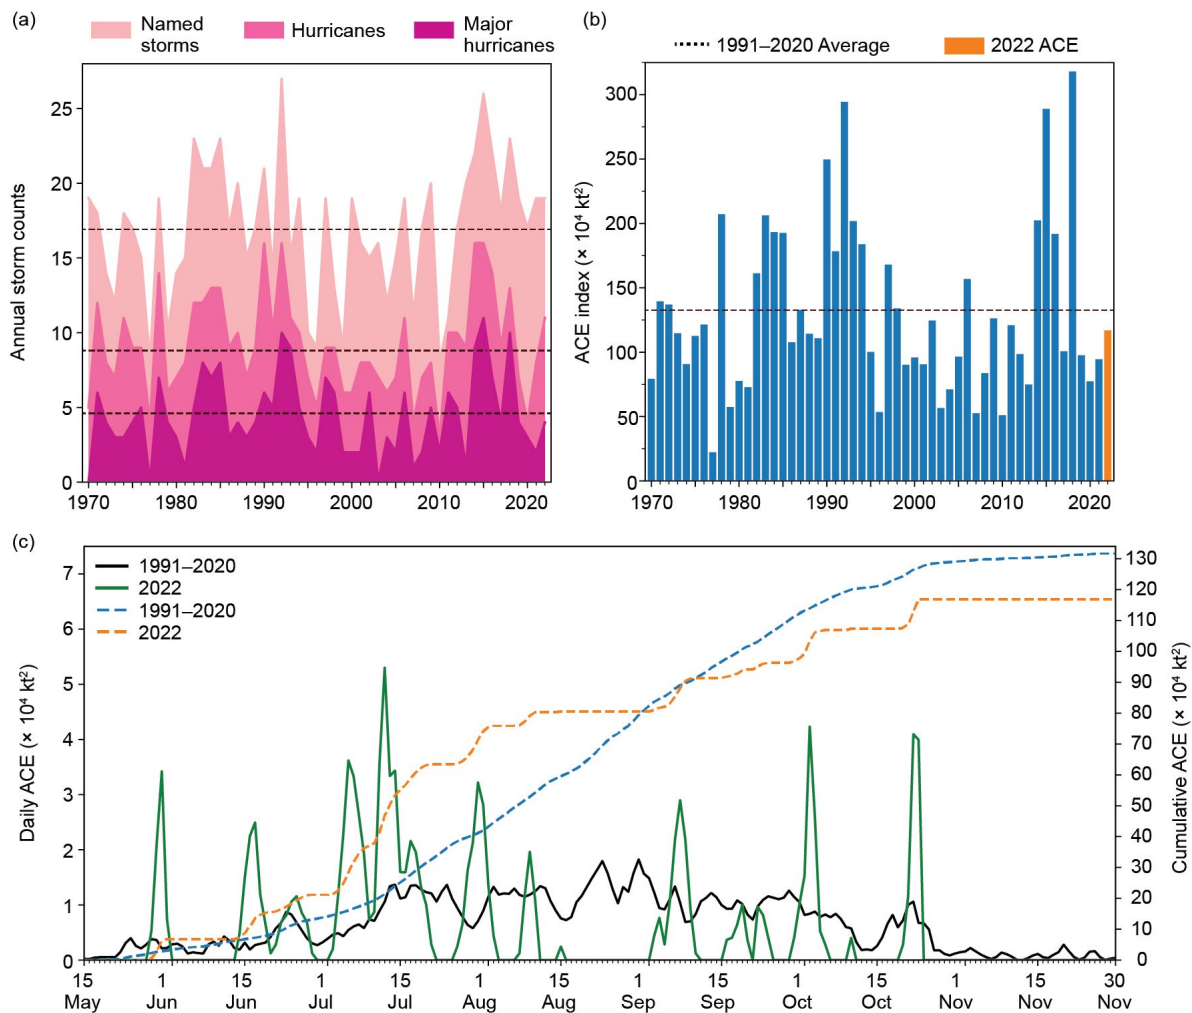 (a)
Named storms
Hurricanes
Major hurricanes
Annual storm counts
25
20
15
10
5
0
1970
1980
1990
2000
2010
2020
(b)
1991–2020 Average
2022 ACE
ACE index (× 10⁴ kt²)
300
250
200
150
100
50
0
1970
1980
1990
2000
2010
2020
(c)
1991–2020
2022
1991–2020
2022
Daily ACE (× 10⁴ kt²)
7
6
5
4
3
2
1
0
Cumulative ACE (× 10⁴ kt²)
130
120
110
100
90
80
70
60
50
40
30
20
10
0
15 May
1 Jun
15 Jun
1 Jul
15 Jul
1 Aug
15 Aug
1 Sep
15 Sep
1 Oct
15 Oct
1 Nov
15 Nov
30 Nov